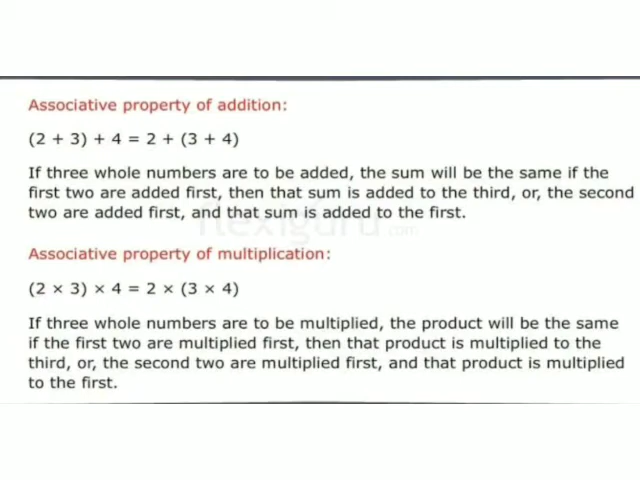 Associative property of addition:
(2 + 3) + 4 = 2 + (3 + 4)
If three whole numbers are to be added, the sum will be the same if the
first two are added first, then that sum is added to the third, or, the second
two are added first, and that sum is added to the first.
flexiguru.com
Associative property of multiplication:
(2 × 3) × 4 = 2 × (3 × 4)
If three whole numbers are to be multiplied, the product will be the same
if the first two are multiplied first, then that product is multiplied to the
third, or, the second two are multiplied first, and that product is multiplied
to the first.